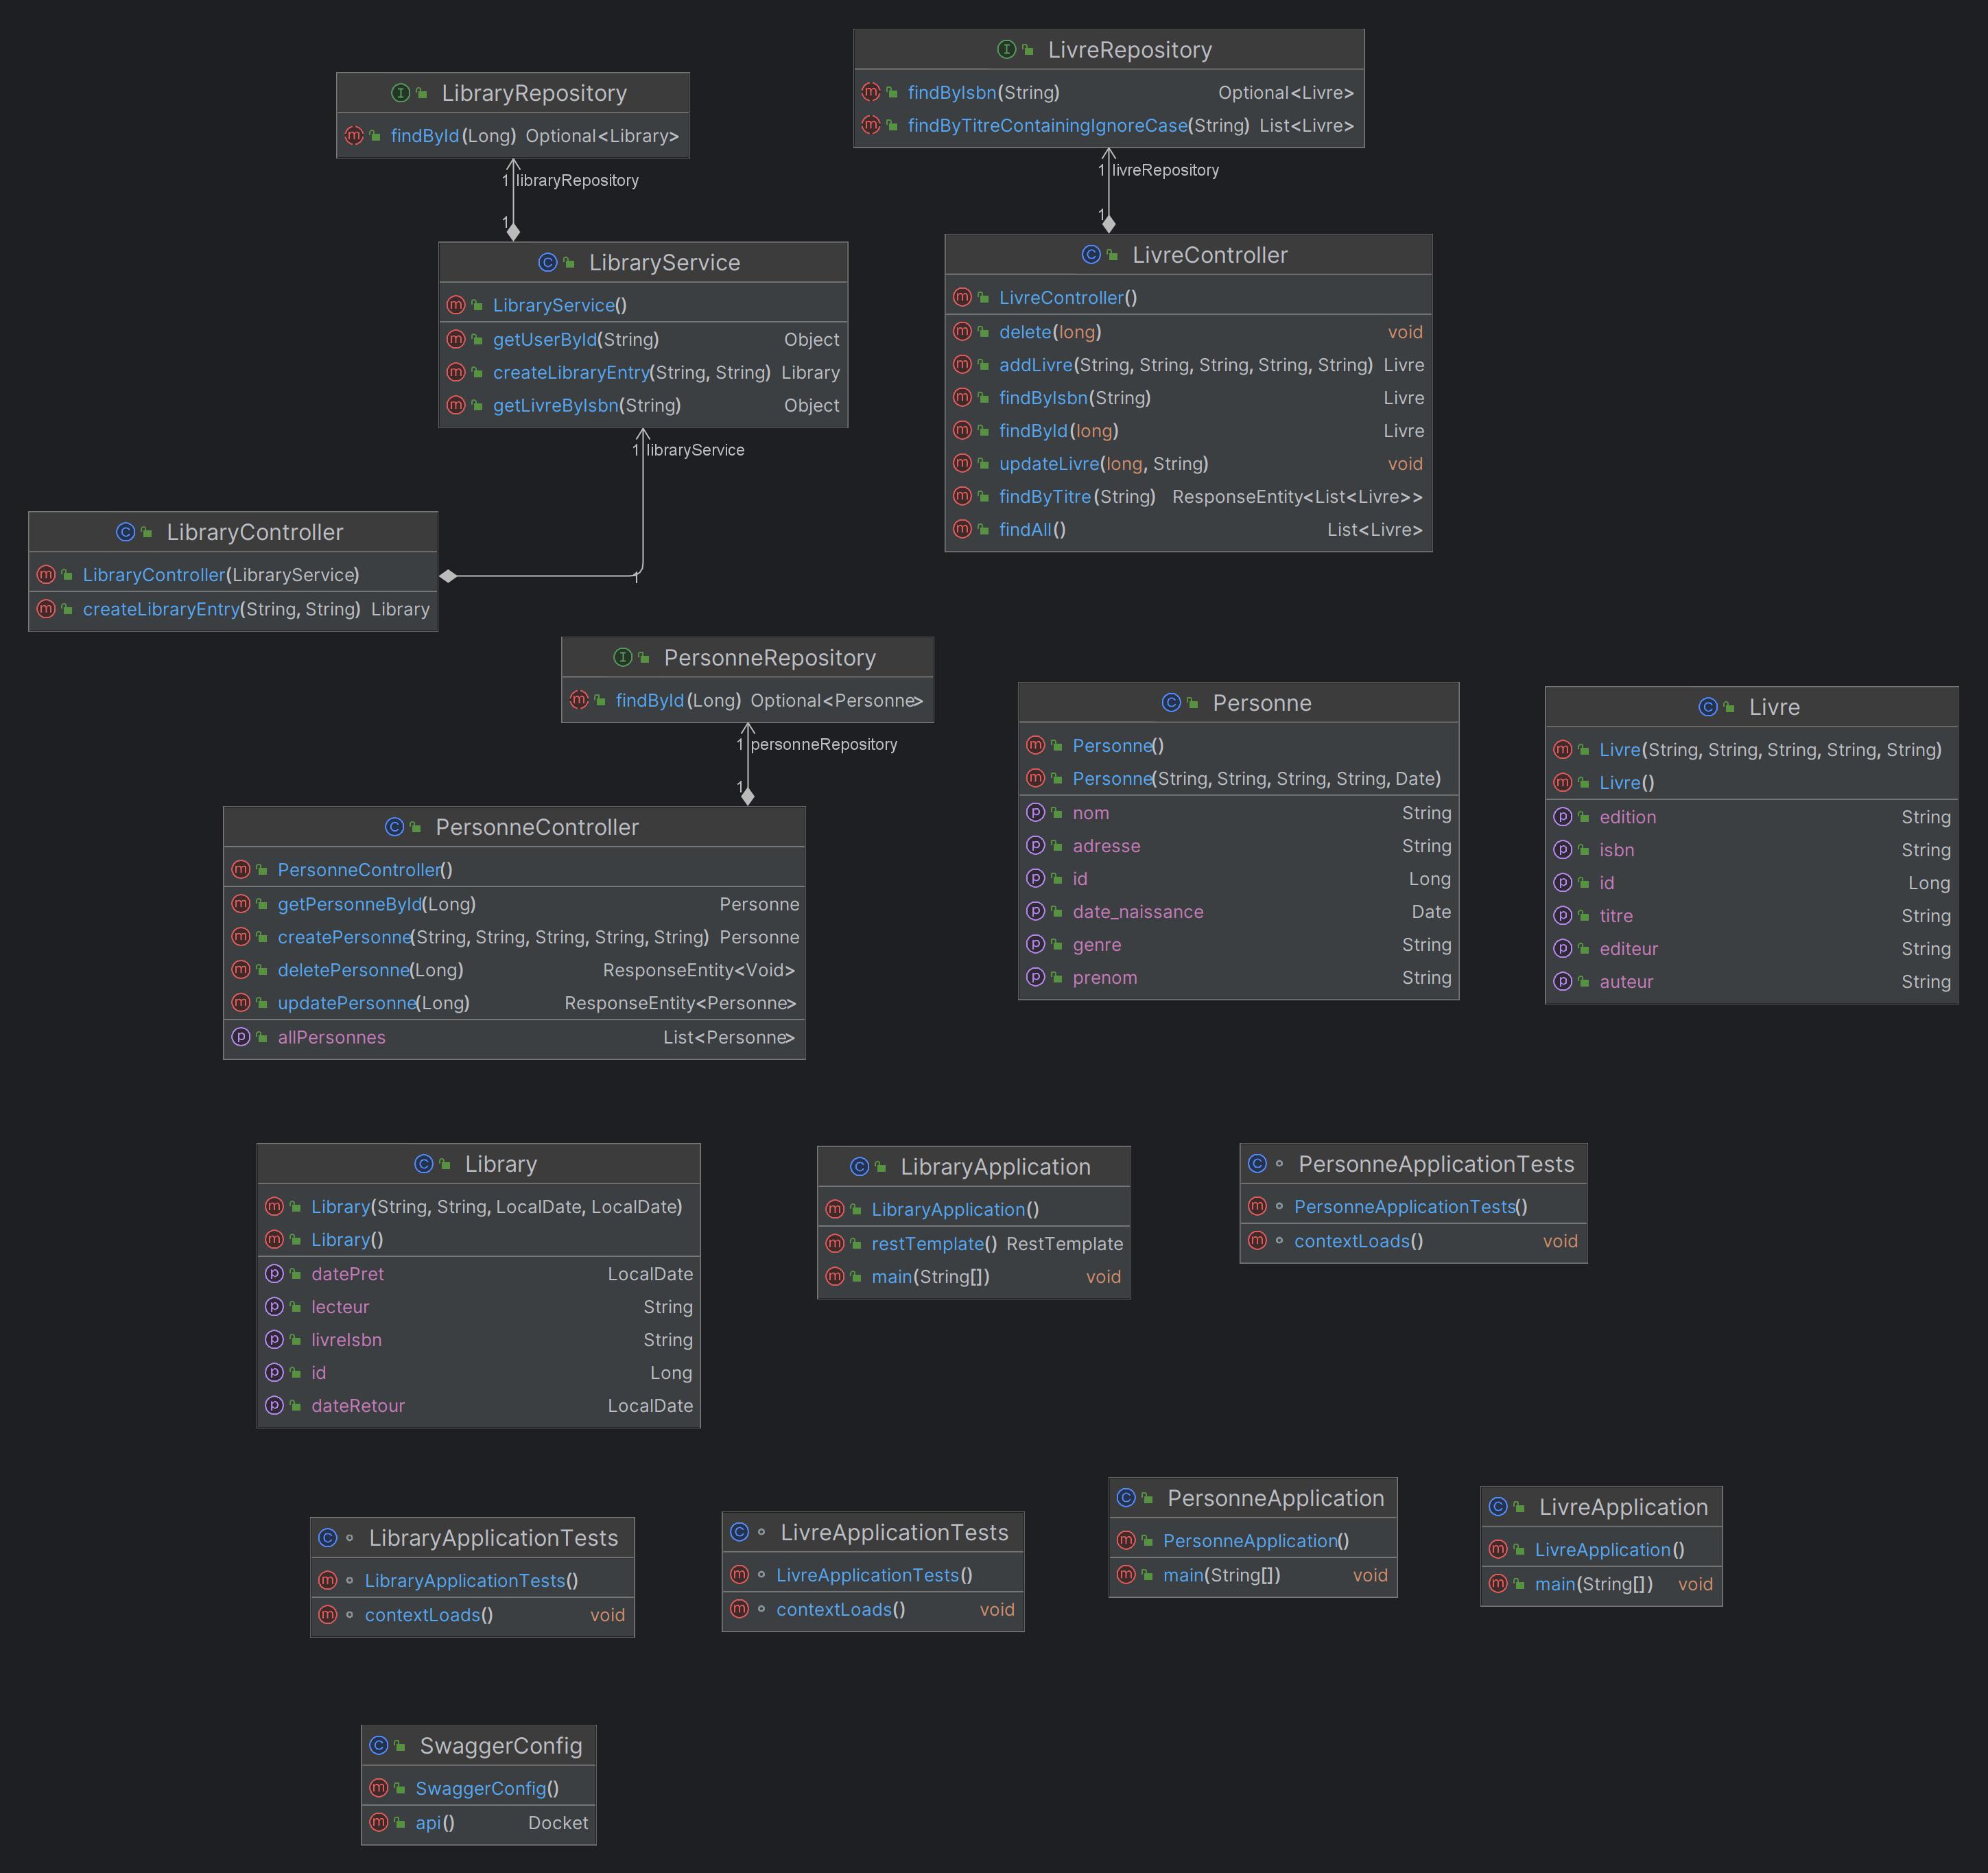 LibraryRepository
findById(Long) Optional<Library>
LivreRepository
findByIsbn(String) Optional<Livre>
findByTitreContainingIgnoreCase(String) List<Livre>
1 libraryRepository
1
1 livreRepository
1
LibraryService
LibraryService()
getUserById(String) Object
createLibraryEntry(String, String) Library
getLivreByIsbn(String) Object
LivreController
LivreController()
delete(long) void
addLivre(String, String, String, String, String) Livre
findByIsbn(String) Livre
findById(long) Livre
updateLivre(long, String) void
findByTitre(String) ResponseEntity<List<Livre>>
findAll() List<Livre>
1 libraryService
1
LibraryController
LibraryController(LibraryService)
createLibraryEntry(String, String) Library
PersonneRepository
findById(Long) Optional<Personne>
1 personneRepository
1
PersonneController
PersonneController()
getPersonneById(Long) Personne
createPersonne(String, String, String, String, String) Personne
deletePersonne(Long) ResponseEntity<Void>
updatePersonne(Long) ResponseEntity<Personne>
allPersonnes List<Personne>
Personne
Personne()
Personne(String, String, String, String, Date)
nom String
adresse String
id Long
date_naissance Date
genre String
prenom String
Livre
Livre(String, String, String, String, String)
Livre()
edition String
isbn String
id Long
titre String
editeur String
auteur String
Library
Library(String, String, LocalDate, LocalDate)
Library()
datePret LocalDate
lecteur String
livreIsbn String
id Long
dateRetour LocalDate
LibraryApplication
LibraryApplication()
restTemplate() RestTemplate
main(String[]) void
PersonneApplicationTests
PersonneApplicationTests()
contextLoads() void
LibraryApplicationTests
LibraryApplicationTests()
contextLoads() void
LivreApplicationTests
LivreApplicationTests()
contextLoads() void
PersonneApplication
PersonneApplication()
main(String[]) void
LivreApplication
LivreApplication()
main(String[]) void
SwaggerConfig
SwaggerConfig()
api() Docket